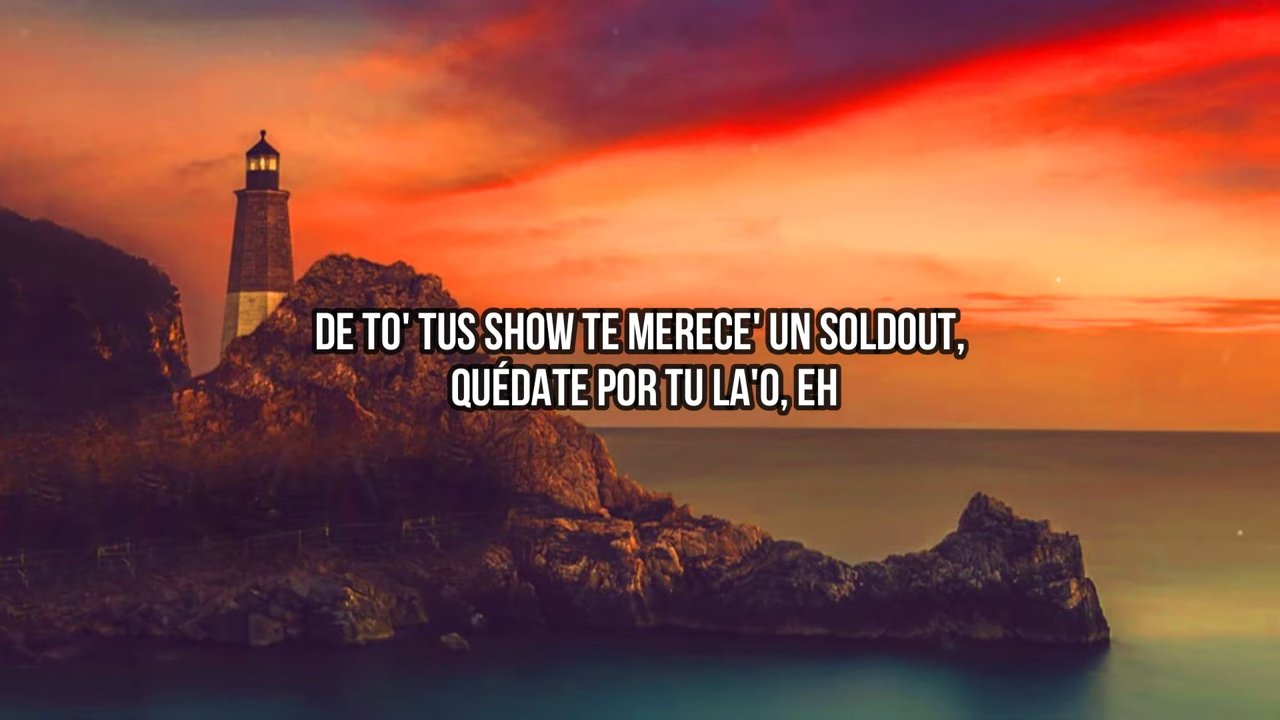 DE TO' TUS SHOW TE MERECE' UN SOLDOUT,
QUÉDATE POR TU LA'O, EH